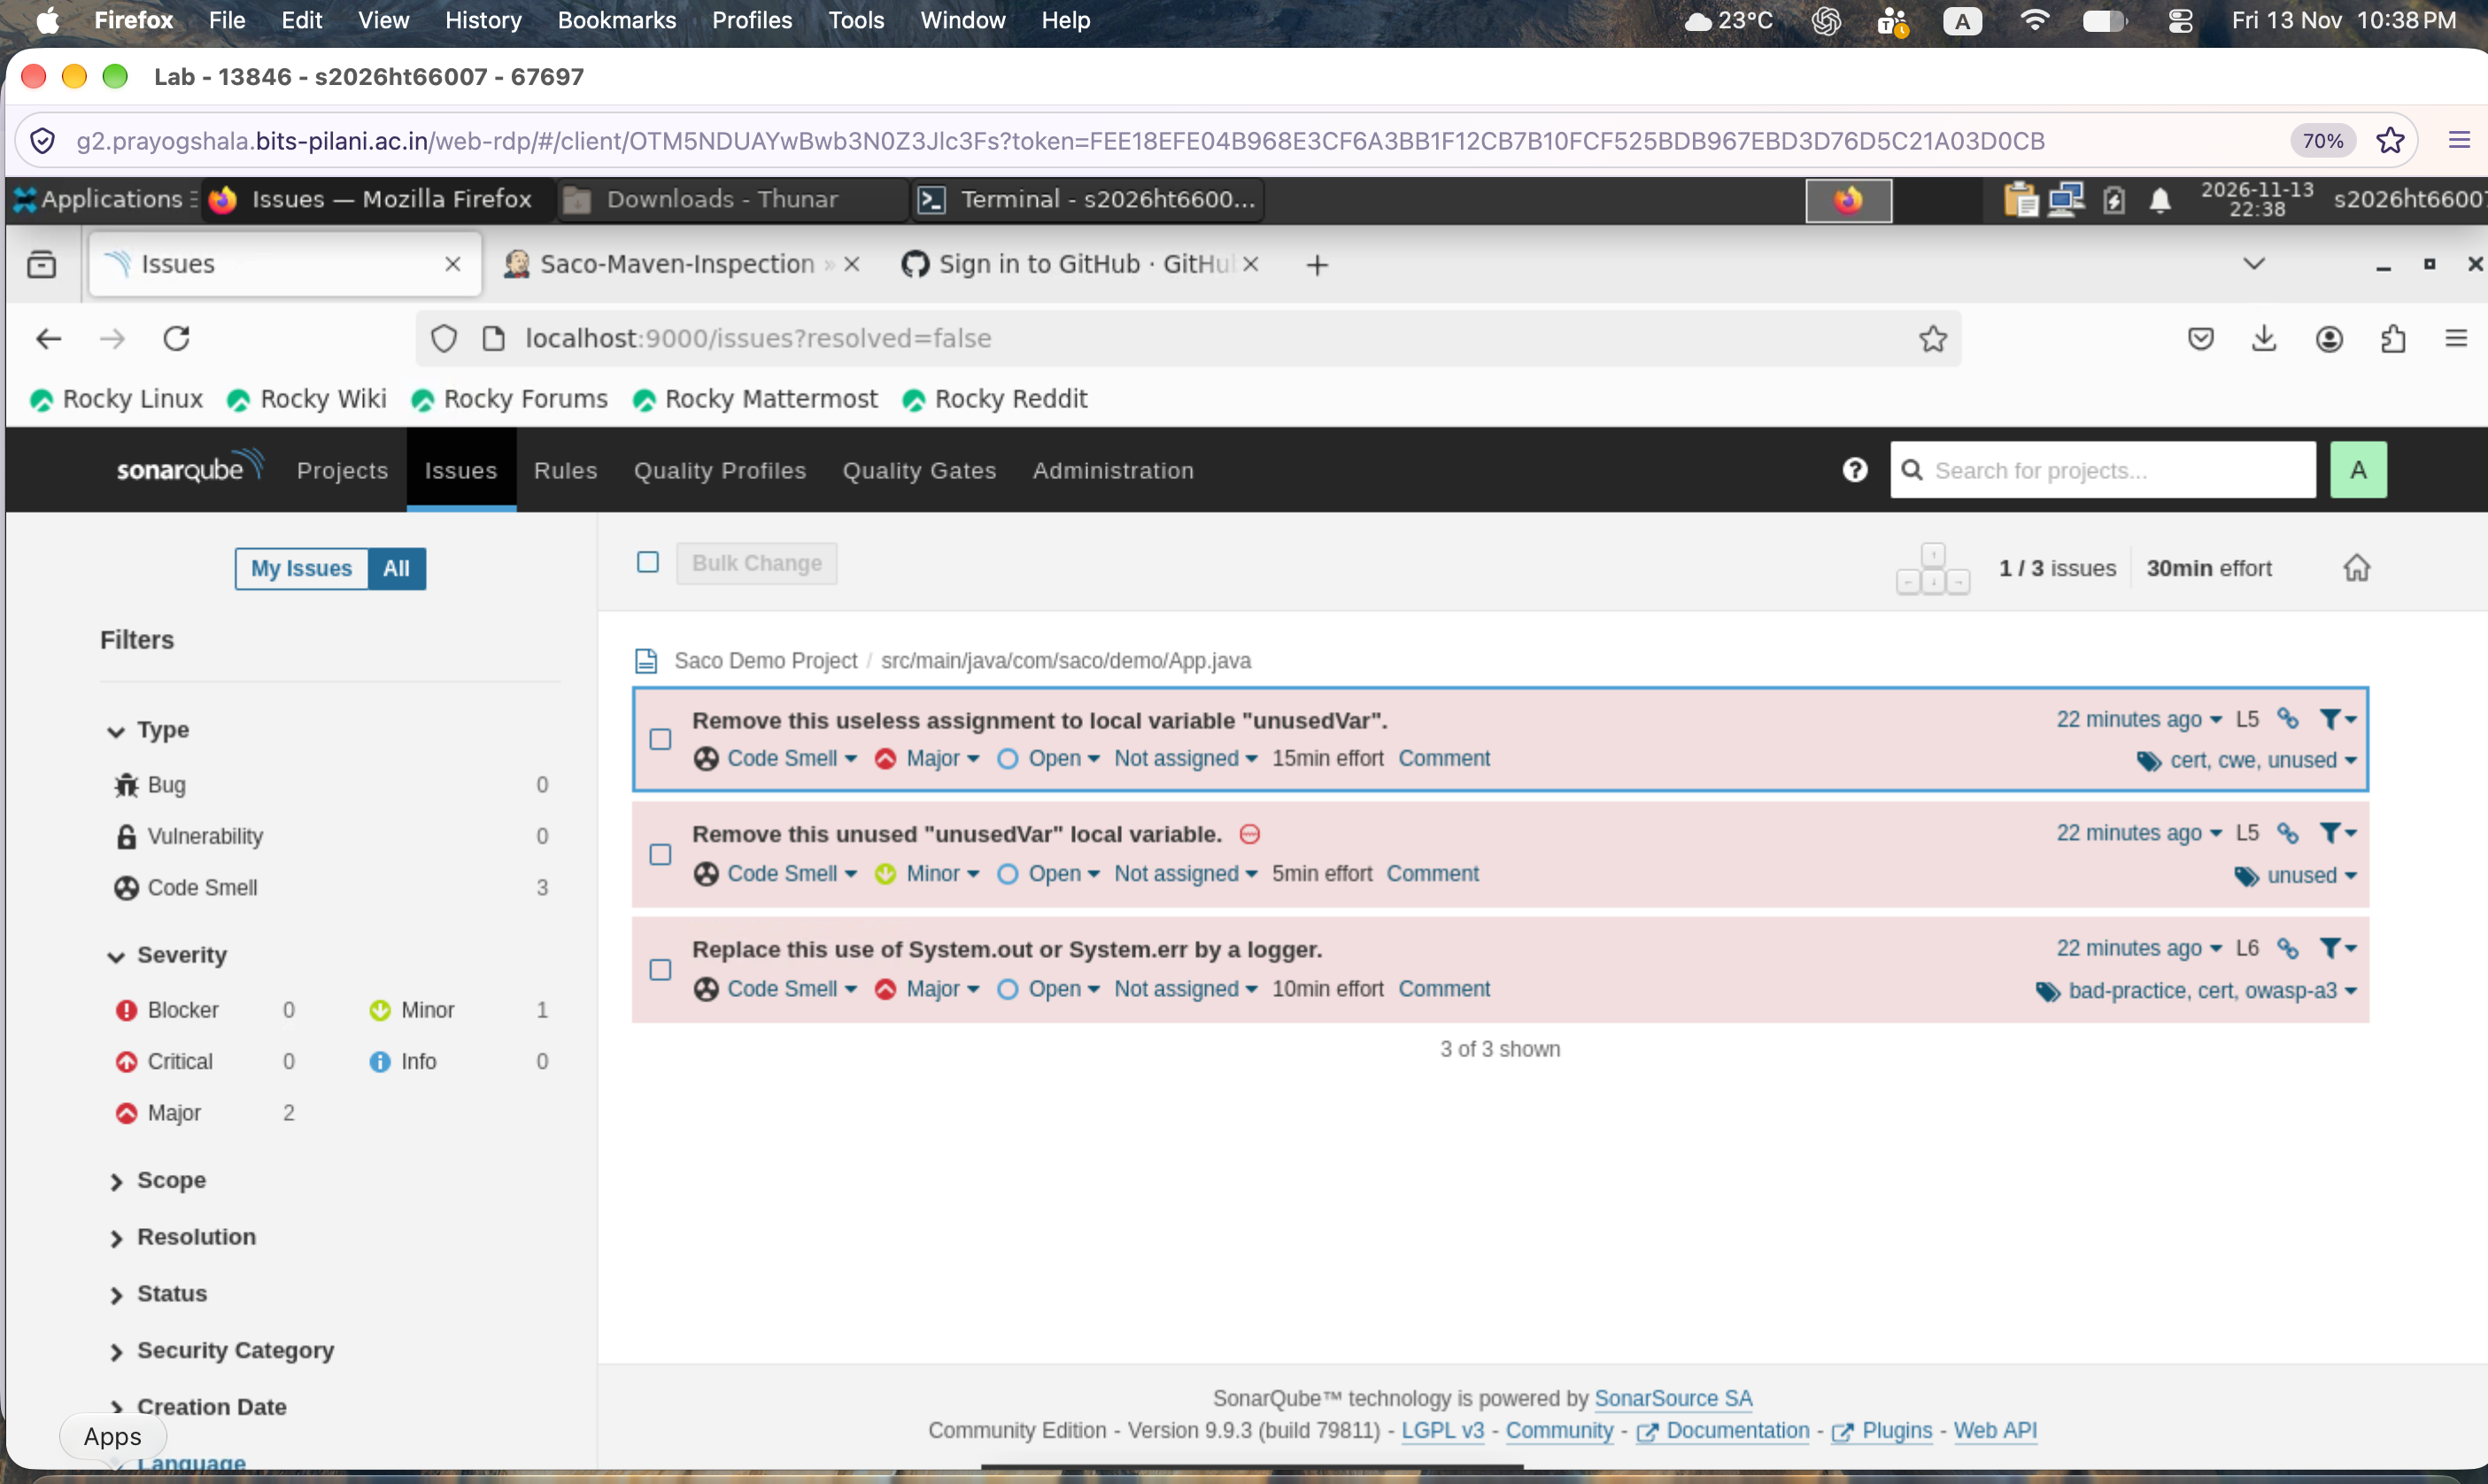 Firefox File Edit View History Bookmarks Profiles Tools Window Help 23°C A Fri 13 Nov 10:38 PM
Lab - 13846 - s2026ht66007 - 67697
g2.prayogshala.bits-pilani.ac.in/web-rdp/#/client/OTM5NDUAYwBwb3N0Z3Jlc3Fs?token=FEE18EFE04B968E3CF6A3BB1F12CB7B10FCF525BDB967EBD3D76D5C21A03D0CB 70%
Applications Issues — Mozilla Firefox Downloads - Thunar Terminal - s2026ht6600... 2026-11-13 s2026ht66007
22:38
Issues Saco-Maven-Inspection » Sign in to GitHub · GitHul
localhost:9000/issues?resolved=false
Rocky Linux Rocky Wiki Rocky Forums Rocky Mattermost Rocky Reddit
sonarqube Projects Issues Rules Quality Profiles Quality Gates Administration ? Search for projects... A
My Issues All
Bulk Change 1 / 3 issues 30min effort
Filters
Type
Bug 0
Vulnerability 0
Code Smell 3
Severity
Blocker 0 Minor 1
Critical 0 Info 0
Major 2
Scope
Resolution
Status
Security Category
Creation Date
Language
Apps
Saco Demo Project / src/main/java/com/saco/demo/App.java
Remove this useless assignment to local variable "unusedVar". 22 minutes ago L5
Code Smell Major Open Not assigned 15min effort Comment cert, cwe, unused
Remove this unused "unusedVar" local variable. 22 minutes ago L5
Code Smell Minor Open Not assigned 5min effort Comment unused
Replace this use of System.out or System.err by a logger. 22 minutes ago L6
Code Smell Major Open Not assigned 10min effort Comment bad-practice, cert, owasp-a3
3 of 3 shown
SonarQube™ technology is powered by SonarSource SA
Community Edition - Version 9.9.3 (build 79811) - LGPL v3 - Community - Documentation - Plugins - Web API